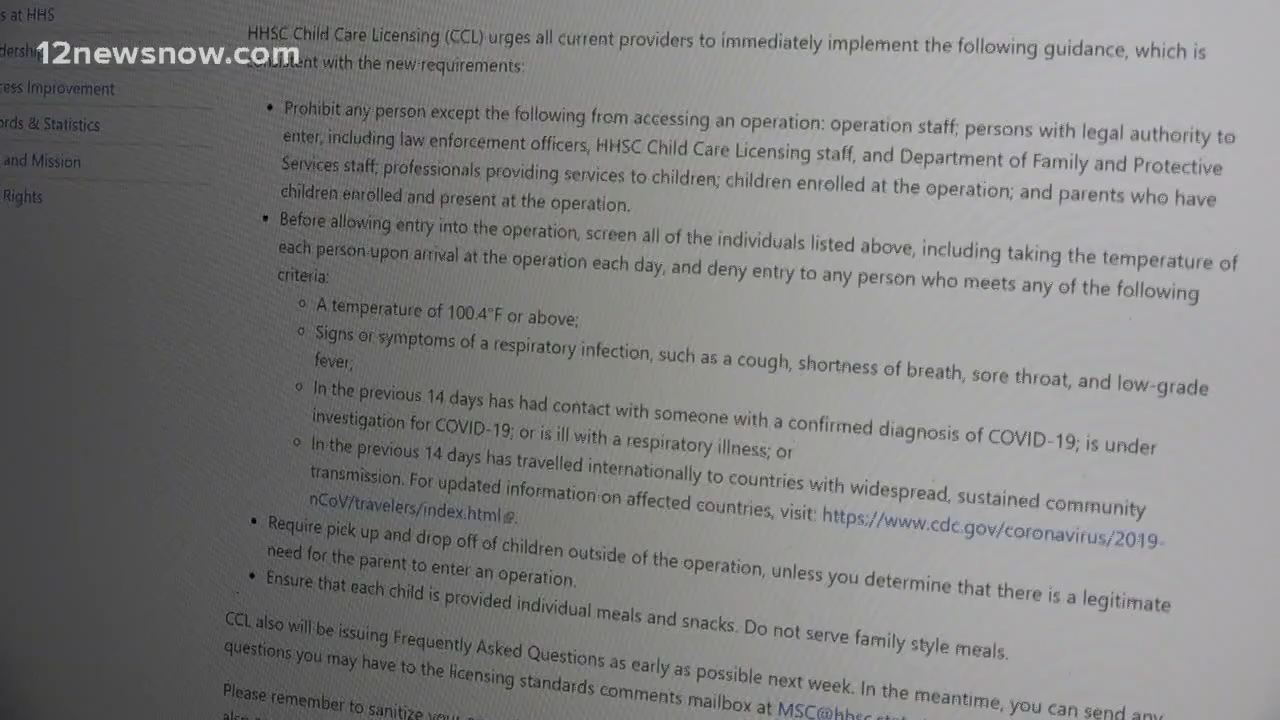 s at HHS
12newsnow.com
ess Improvement
rds & Statistics
and Mission
Rights
HHSC Child Care Licensing (CCL) urges all current providers to immediately implement the following guidance, which is
with the new requirements:
• Prohibit any person except the following from accessing an operation: operation staff; persons with legal authority to
enter, including law enforcement officers, HHSC Child Care Licensing staff, and Department of Family and Protective
Services staff; professionals providing services to children; children enrolled at the operation; and parents who have
children enrolled and present at the operation.
• Before allowing entry into the operation, screen all of the individuals listed above, including taking the temperature of
each person upon arrival at the operation each day, and deny entry to any person who meets any of the following
criteria:
○ A temperature of 100.4°F or above;
○ Signs or symptoms of a respiratory infection, such as a cough, shortness of breath, sore throat, and low-grade
fever;
○ In the previous 14 days has had contact with someone with a confirmed diagnosis of COVID-19; is under
investigation for COVID-19; or is ill with a respiratory illness; or
○ In the previous 14 days has travelled internationally to countries with widespread, sustained community
transmission. For updated information on affected countries, visit: https://www.cdc.gov/coronavirus/2019-
nCoV/travelers/index.html.
• Require pick up and drop off of children outside of the operation, unless you determine that there is a legitimate
need for the parent to enter an operation.
• Ensure that each child is provided individual meals and snacks. Do not serve family style meals.
CCL also will be issuing Frequently Asked Questions as early as possible next week. In the meantime, you can send any
questions you may have to the licensing standards comments mailbox at MSC@hhsc.
Please remember to sanitize